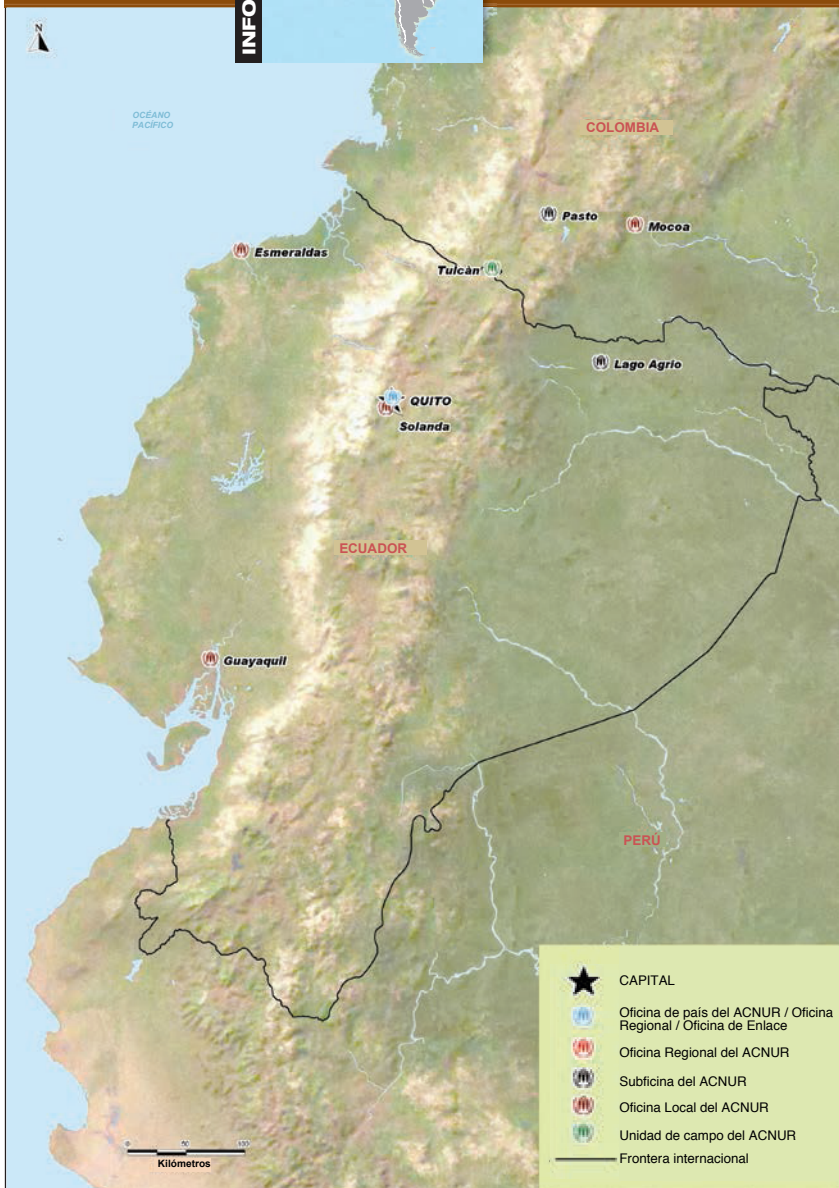 INFO
N
OCÉANO
PACÍFICO
COLOMBIA
Pasto
Mocoa
Esmeraldas
Tulcàn
Lago Agrio
QUITO
Solanda
ECUADOR
Guayaquil
PERÚ
CAPITAL
Oficina de país del ACNUR / Oficina
Regional / Oficina de Enlace
Oficina Regional del ACNUR
Subficina del ACNUR
Oficina Local del ACNUR
Unidad de campo del ACNUR
Frontera internacional
0 50 100
Kilómetros